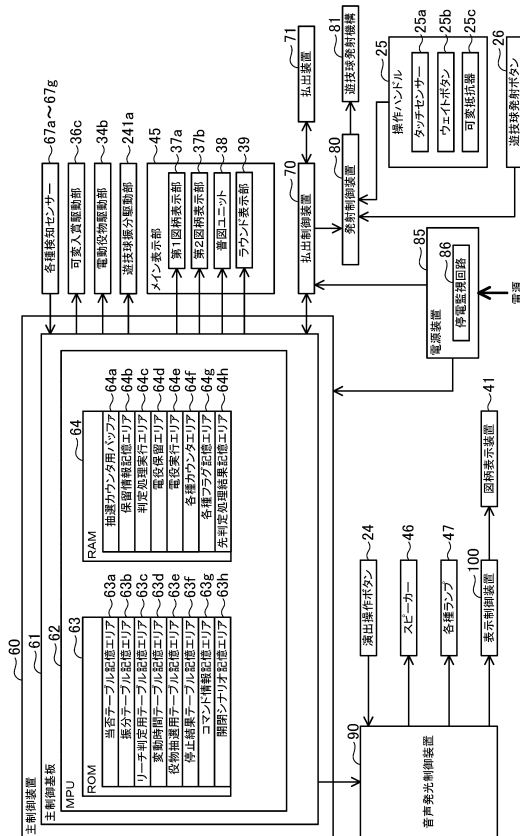 主制御装置 60
主制御基板 61
MPU 62
ROM 63
当否テーブル記憶エリア 63a
振分テーブル記憶エリア 63b
リーチ判定用テーブル記憶エリア 63c
変動時間テーブル記憶エリア 63d
役物抽選用テーブル記憶エリア 63e
停止結果テーブル記憶エリア 63f
コマンド情報記憶エリア 63g
開閉シナリオ記憶エリア 63h
RAM 64
抽選カウンタ用バッファ 64a
保留情報記憶エリア 64b
判定処理実行エリア 64c
電役保留エリア 64d
電役実行エリア 64e
各種カウンタエリア 64f
各種フラグ記憶エリア 64g
先判定処理結果記憶エリア 64h
各種検知センサー 67a～67g
可変入賞駆動部 36c
電動役物駆動部 34b
遊技球振分駆動部 241a
メイン表示部 45
第1図柄表示部 37a
第2図柄表示部 37b
普図ユニット 38
ラウンド表示部 39
払出制御装置 70
払出装置 71
発射制御装置 80
遊技球発射機構 81
操作ハンドル 25
タッチセンサー 25a
ウェイトボタン 25b
可変抵抗器 25c
遊技球発射ボタン 26
電源装置 85
停電監視回路 86
電源
音声発光制御装置 90
演出操作ボタン 24
スピーカー 46
各種ランプ 47
表示制御装置 100
図柄表示装置 41